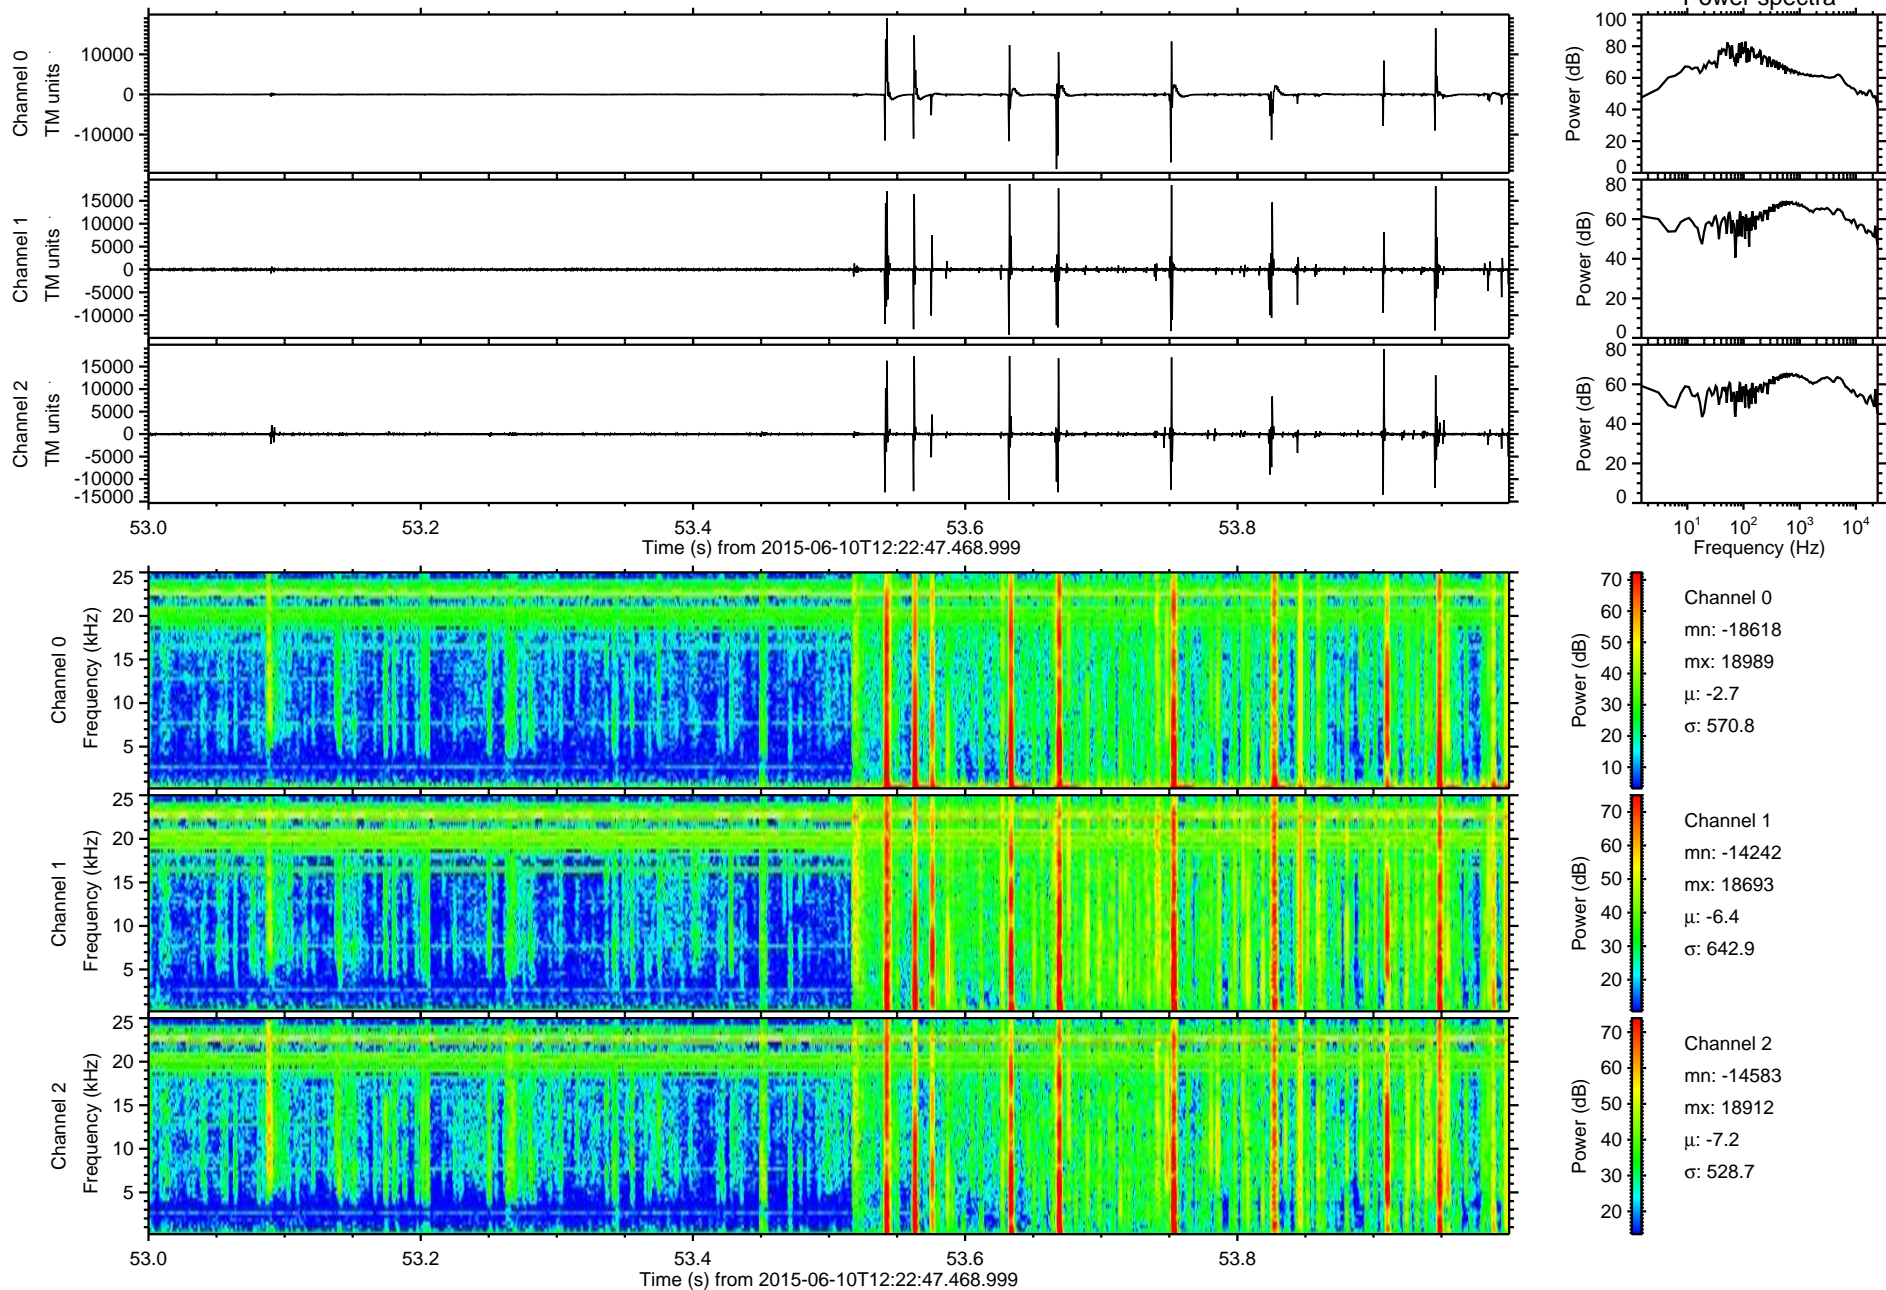 Power spectra
Channel 0
TM units
10000
0
-10000
Power (dB)
100
80
60
40
20
0
Channel 1
TM units
15000
10000
5000
0
-5000
-10000
Power (dB)
80
60
40
20
0
Channel 2
TM units
15000
10000
5000
0
-5000
-10000
-15000
Power (dB)
80
60
40
20
0
53.0 53.2 53.4 53.6 53.8
Time (s) from 2015-06-10T12:22:47.468.999
10¹ 10² 10³ 10⁴
Frequency (Hz)
Channel 0
Frequency (kHz)
25
20
15
10
5
Power (dB)
70
60
50
40
30
20
10
Channel 0
mn: -18618
mx: 18989
μ: -2.7
σ: 570.8
Channel 1
Frequency (kHz)
25
20
15
10
5
Power (dB)
70
60
50
40
30
20
Channel 1
mn: -14242
mx: 18693
μ: -6.4
σ: 642.9
Channel 2
Frequency (kHz)
25
20
15
10
5
Power (dB)
70
60
50
40
30
20
Channel 2
mn: -14583
mx: 18912
μ: -7.2
σ: 528.7
53.0 53.2 53.4 53.6 53.8
Time (s) from 2015-06-10T12:22:47.468.999